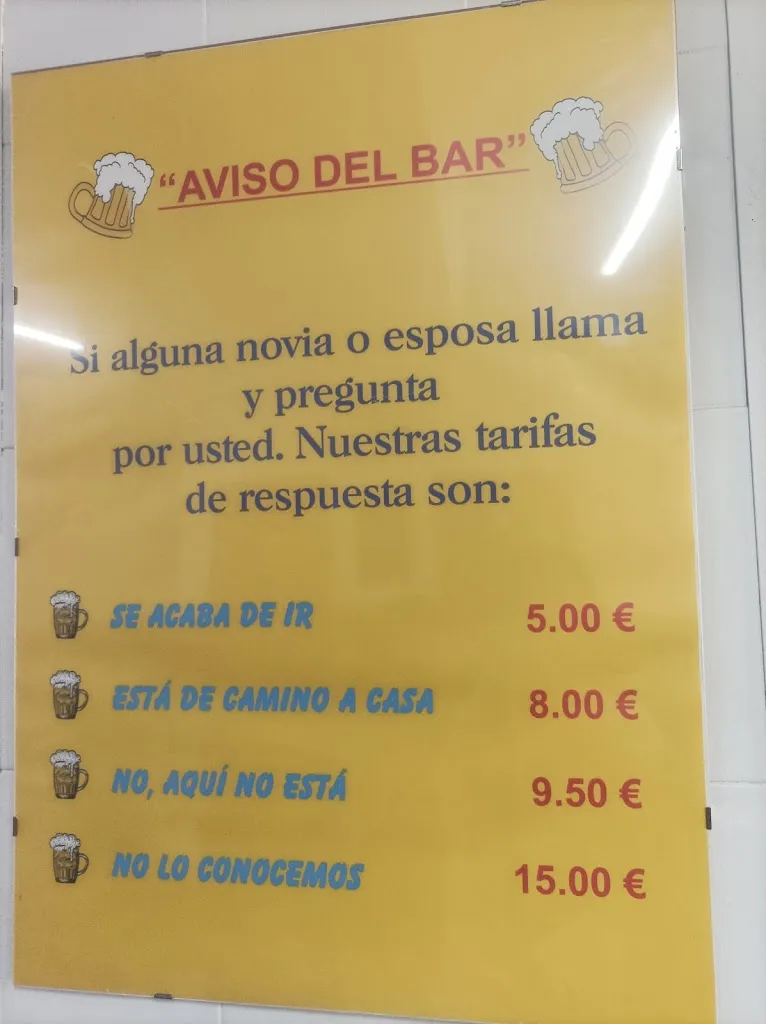 "AVISO DEL BAR"
Si alguna novia o esposa llama
y pregunta
por usted. Nuestras tarifas
de respuesta son:
SE ACABA DE IR 5.00 €
ESTÁ DE CAMINO A CASA 8.00 €
NO, AQUÍ NO ESTÁ 9.50 €
NO LO CONOCEMOS 15.00 €